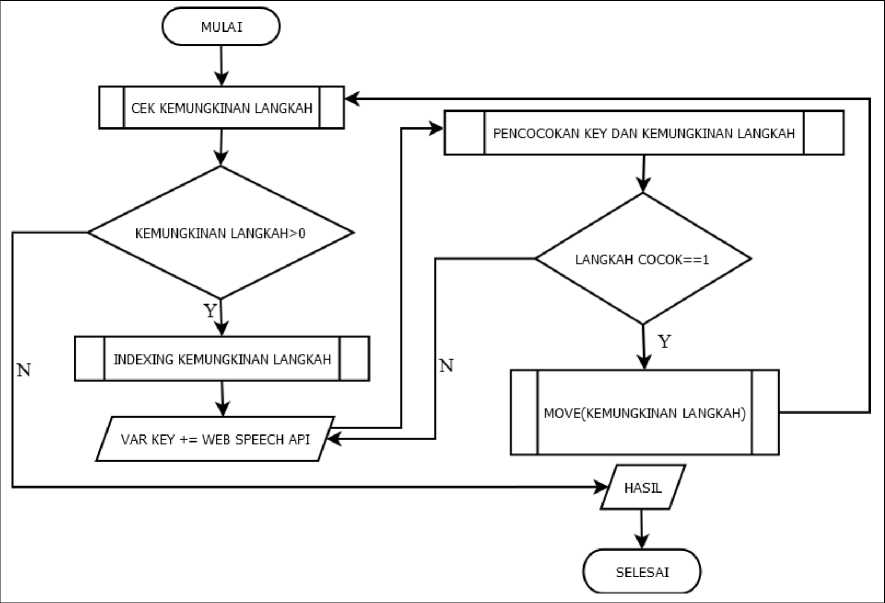 MULAI
CEK KEMUNGKINAN LANGKAH
KEMUNGKINAN LANGKAH>0
Y
N
INDEXING KEMUNGKINAN LANGKAH
VAR KEY += WEB SPEECH API
PENCOCOKAN KEY DAN KEMUNGKINAN LANGKAH
LANGKAH COCOK==1
Y
N
MOVE(KEMUNGKINAN LANGKAH)
HASIL
SELESAI